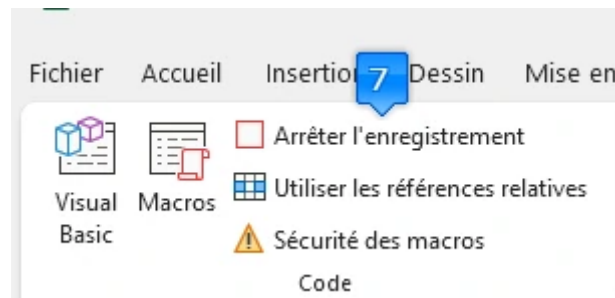 Fichier Accueil Insertion 7 Dessin Mise en
Arrêter l'enregistrement
Visual Basic
Macros
Utiliser les références relatives
Sécurité des macros
Code